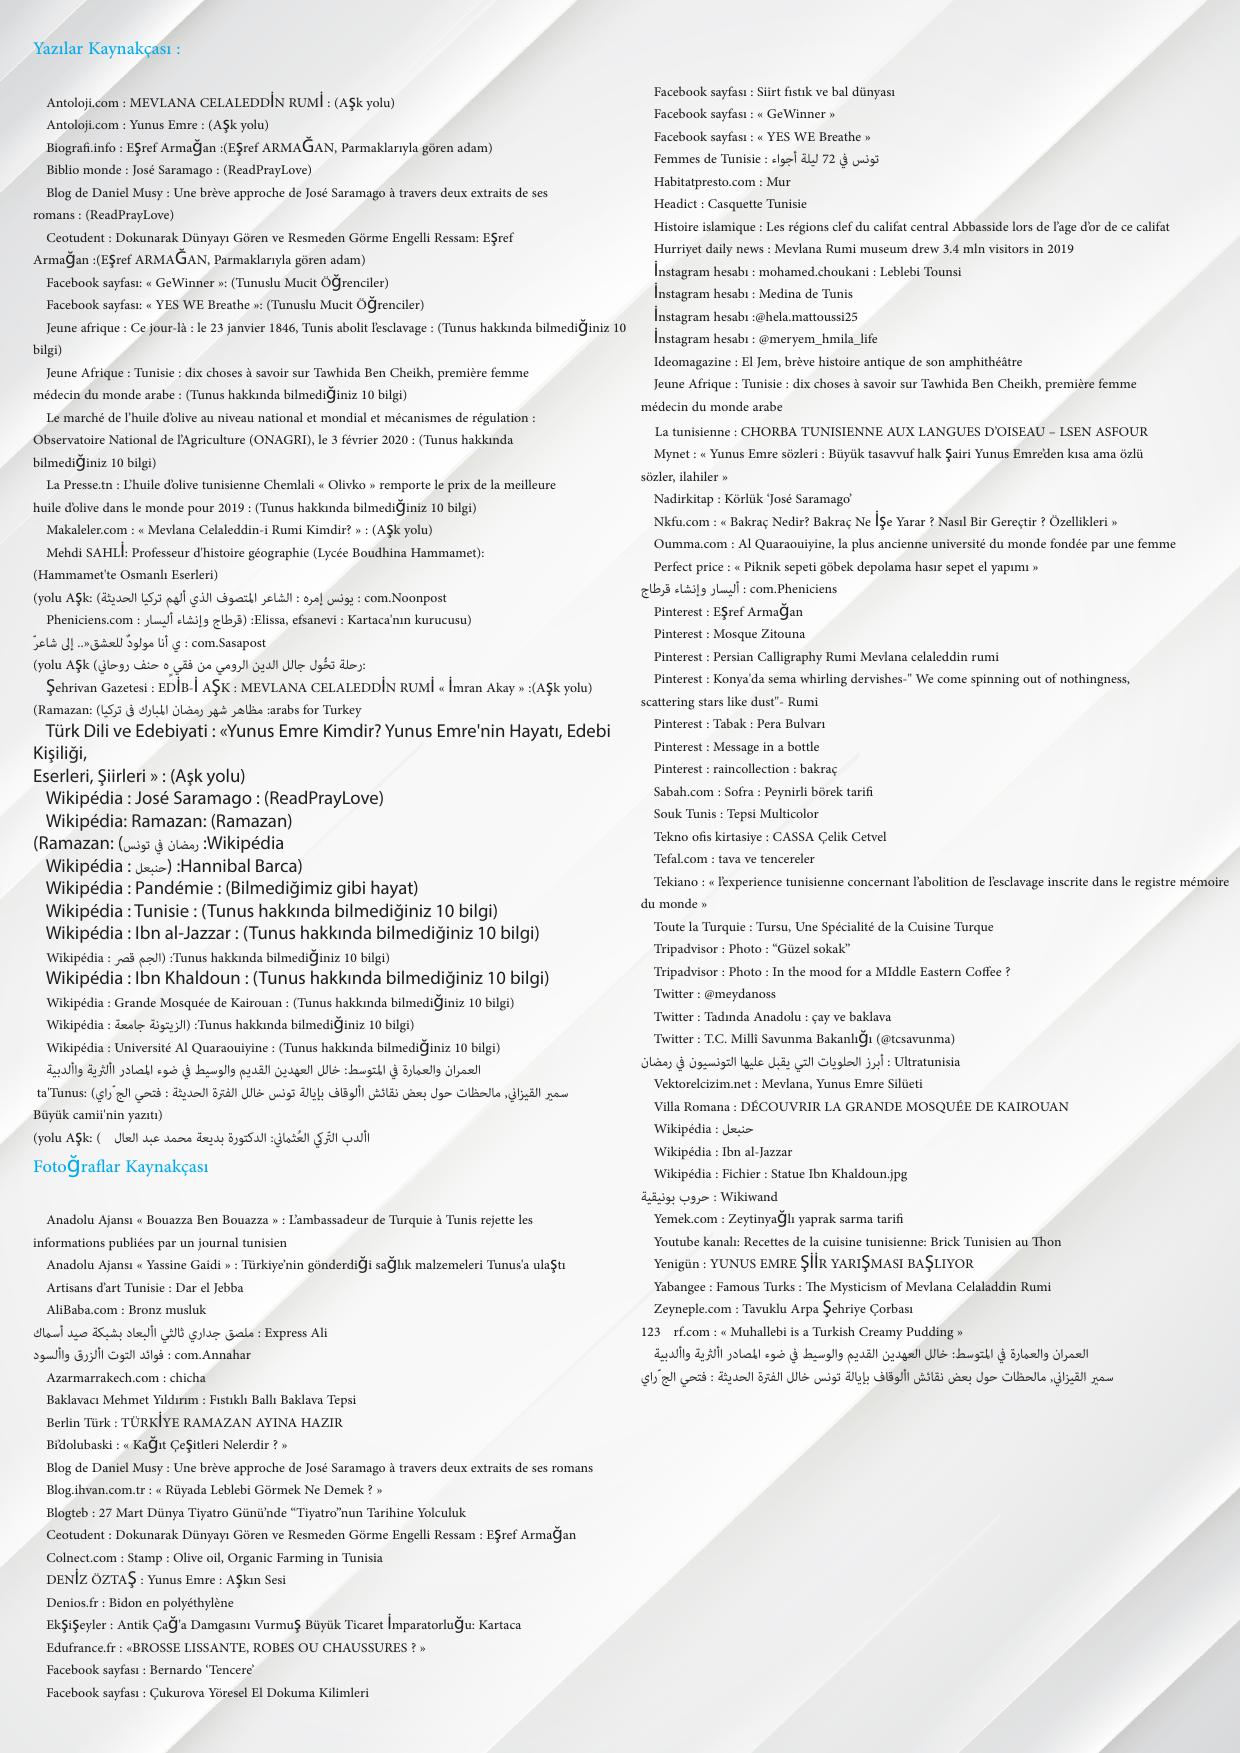 Yazılar Kaynakçası :
Antoloji.com : MEVLANA CELALEDDİN RUMİ : (Aşk yolu)
Antoloji.com : Yunus Emre : (Aşk yolu)
Biografi.info : Eşref Armağan :(Eşref ARMAĞAN, Parmaklarıyla gören adam)
Biblio monde : José Saramago : (ReadPrayLove)
Blog de Daniel Musy : Une brève approche de José Saramago à travers deux extraits de ses
romans : (ReadPrayLove)
Ceotudent : Dokunarak Dünyayı Gören ve Resmeden Görme Engelli Ressam: Eşref
Armağan :(Eşref ARMAĞAN, Parmaklarıyla gören adam)
Facebook sayfası: « GeWinner »: (Tunuslu Mucit Öğrenciler)
Facebook sayfası: « YES WE Breathe »: (Tunuslu Mucit Öğrenciler)
Jeune afrique : Ce jour-là : le 23 janvier 1846, Tunis abolit l'esclavage : (Tunus hakkında bilmediğiniz 10
bilgi)
Jeune Afrique : Tunisie : dix choses à savoir sur Tawhida Ben Cheikh, première femme
médecin du monde arabe : (Tunus hakkında bilmediğiniz 10 bilgi)
Le marché de l'huile d'olive au niveau national et mondial et mécanismes de régulation :
Observatoire National de l'Agriculture (ONAGRI), le 3 février 2020 : (Tunus hakkında
bilmediğiniz 10 bilgi)
La Presse.tn : L'huile d'olive tunisienne Chemlali « Olivko » remporte le prix de la meilleure
huile d'olive dans le monde pour 2019 : (Tunus hakkında bilmediğiniz 10 bilgi)
Makaleler.com : « Mevlana Celaleddin-i Rumi Kimdir? » : (Aşk yolu)
Mehdi SAHLİ: Professeur d'histoire géographie (Lycée Boudhina Hammamet):
(Hammamet'te Osmanlı Eserleri)
(yolu Aşk: (يونس إمره : الشاعر المتصوف الذي ألهم تركيا الحديثة : com.Noonpost
Pheniciens.com : قرطاج وإنشاء أليسار) :Elissa, efsanevi : Kartaca'nın kurucusu)
ي أنا مولودٌ للعشق».. إلى شاعرّ : com.Sasapost
(yolu Aşk (رحلة تحُّول جالل الدين الرومي من فقيٍ ه حنف روحاني:
Şehrivan Gazetesi : EDİB-İ AŞK : MEVLANA CELALEDDİN RUMİ « İmran Akay » :(Aşk yolu)
(Ramazan: (مظاهر شهر رمضان المبارك فى تركيا :arabs for Turkey
Türk Dili ve Edebiyati : «Yunus Emre Kimdir? Yunus Emre'nin Hayatı, Edebi
Kişiliği,
Eserleri, Şiirleri » : (Aşk yolu)
Wikipédia : José Saramago : (ReadPrayLove)
Wikipédia: Ramazan: (Ramazan)
(Ramazan: (رمضان في تونس :Wikipédia
Wikipédia : حنبعل) :Hannibal Barca)
Wikipédia : Pandémie : (Bilmediğimiz gibi hayat)
Wikipédia : Tunisie : (Tunus hakkında bilmediğiniz 10 bilgi)
Wikipédia : Ibn al-Jazzar : (Tunus hakkında bilmediğiniz 10 bilgi)
Wikipédia : الجم قصر) :Tunus hakkında bilmediğiniz 10 bilgi)
Wikipédia : Ibn Khaldoun : (Tunus hakkında bilmediğiniz 10 bilgi)
Wikipédia : Grande Mosquée de Kairouan : (Tunus hakkında bilmediğiniz 10 bilgi)
Wikipédia : الزيتونة جامعة) :Tunus hakkında bilmediğiniz 10 bilgi)
Wikipédia : Université Al Quaraouiyine : (Tunus hakkında bilmediğiniz 10 bilgi)
العمران والعمارة في المتوسط: خالل العهدين القديم والوسيط في ضوء المصادر األثرية واألدبية
ta'Tunus: (سمير القيزاني, مالحظات حول بعض نقائش األوقاف بإيالة تونس خالل الفترة الحديثة : فتحي الج ّراي
Büyük camii'nin yazıtı)
(yolu Aşk: (األدب التّركي العُثماني: الدكتورة بديعة محمد عبد العال
Fotoğraflar Kaynakçası
Anadolu Ajansı « Bouazza Ben Bouazza » : L'ambassadeur de Turquie à Tunis rejette les
informations publiées par un journal tunisien
Anadolu Ajansı « Yassine Gaidi » : Türkiye'nin gönderdiği sağlık malzemeleri Tunus'a ulaştı
Artisans d'art Tunisie : Dar el Jebba
AliBaba.com : Bronz musluk
ملصق جداري ثالثي األبعاد بشبكة صيد أسماك : Express Ali
فوائد التوت األزرق واألسود : com.Annahar
Azarmarrakech.com : chicha
Baklavacı Mehmet Yıldırım : Fıstıklı Ballı Baklava Tepsi
Berlin Türk : TÜRKİYE RAMAZAN AYINA HAZIR
Bi'dolubaski : « Kağıt Çeşitleri Nelerdir ? »
Blog de Daniel Musy : Une brève approche de José Saramago à travers deux extraits de ses romans
Blog.ihvan.com.tr : « Rüyada Leblebi Görmek Ne Demek ? »
Blogteb : 27 Mart Dünya Tiyatro Günü'nde “Tiyatro”nun Tarihine Yolculuk
Ceotudent : Dokunarak Dünyayı Gören ve Resmeden Görme Engelli Ressam : Eşref Armağan
Colnect.com : Stamp : Olive oil, Organic Farming in Tunisia
DENİZ ÖZTAŞ : Yunus Emre : Aşkın Sesi
Denios.fr : Bidon en polyéthylène
Ekşişeyler : Antik Çağ'a Damgasını Vurmuş Büyük Ticaret İmparatorluğu: Kartaca
Edufrance.fr : «BROSSE LISSANTE, ROBES OU CHAUSSURES ? »
Facebook sayfası : Bernardo ‘Tencere’
Facebook sayfası : Çukurova Yöresel El Dokuma Kilimleri
Facebook sayfası : Siirt fıstık ve bal dünyası
Facebook sayfası : « GeWinner »
Facebook sayfası : « YES WE Breathe »
Femmes de Tunisie : تونس في 72 ليلة أجواء
Habitatpresto.com : Mur
Headict : Casquette Tunisie
Histoire islamique : Les régions clef du califat central Abbasside lors de l'age d'or de ce califat
Hurriyet daily news : Mevlana Rumi museum drew 3.4 mln visitors in 2019
İnstagram hesabı : mohamed.choukani : Leblebi Tounsi
İnstagram hesabı : Medina de Tunis
İnstagram hesabı :@hela.mattoussi25
İnstagram hesabı : @meryem_hmila_life
Ideomagazine : El Jem, brève histoire antique de son amphithéâtre
Jeune Afrique : Tunisie : dix choses à savoir sur Tawhida Ben Cheikh, première femme
médecin du monde arabe
La tunisienne : CHORBA TUNISIENNE AUX LANGUES D'OISEAU – LSEN ASFOUR
Mynet : « Yunus Emre sözleri : Büyük tasavvuf halk şairi Yunus Emre'den kısa ama özlü
sözler, ilahiler »
Nadirkitap : Körlük ‘José Saramago’
Nkfu.com : « Bakraç Nedir? Bakraç Ne İşe Yarar ? Nasıl Bir Gereçtir ? Özellikleri »
Oumma.com : Al Quaraouiyine, la plus ancienne université du monde fondée par une femme
Perfect price : « Piknik sepeti göbek depolama hasır sepet el yapımı »
أليسار وإنشاء قرطاج : com.Pheniciens
Pinterest : Eşref Armağan
Pinterest : Mosque Zitouna
Pinterest : Persian Calligraphy Rumi Mevlana celaleddin rumi
Pinterest : Konya'da sema whirling dervishes-" We come spinning out of nothingness,
scattering stars like dust"- Rumi
Pinterest : Tabak : Pera Bulvarı
Pinterest : Message in a bottle
Pinterest : raincollection : bakraç
Sabah.com : Sofra : Peynirli börek tarifi
Souk Tunis : Tepsi Multicolor
Tekno ofis kirtasiye : CASSA Çelik Cetvel
Tefal.com : tava ve tencereler
Tekiano : « l'experience tunisienne concernant l'abolition de l'esclavage inscrite dans le registre mémoire
du monde »
Toute la Turquie : Tursu, Une Spécialité de la Cuisine Turque
Tripadvisor : Photo : “Güzel sokak”
Tripadvisor : Photo : In the mood for a MIddle Eastern Coffee ?
Twitter : @meydanoss
Twitter : Tadında Anadolu : çay ve baklava
Twitter : T.C. Millî Savunma Bakanlığı (@tcsavunma)
أبرز الحلويات التي يقبل عليها التونسيون في رمضان : Ultratunisia
Vektorelcizim.net : Mevlana, Yunus Emre Silüeti
Villa Romana : DÉCOUVRIR LA GRANDE MOSQUÉE DE KAIROUAN
Wikipédia : حنبعل
Wikipédia : Ibn al-Jazzar
Wikipédia : Fichier : Statue Ibn Khaldoun.jpg
حروب بونيقية : Wikiwand
Yemek.com : Zeytinyağlı yaprak sarma tarifi
Youtube kanalı: Recettes de la cuisine tunisienne: Brick Tunisien au Thon
Yenigün : YUNUS EMRE ŞİİR YARIŞMASI BAŞLIYOR
Yabangee : Famous Turks : The Mysticism of Mevlana Celaladdin Rumi
Zeyneple.com : Tavuklu Arpa Şehriye Çorbası
123 rf.com : « Muhallebi is a Turkish Creamy Pudding »
العمران والعمارة في المتوسط: خالل العهدين القديم والوسيط في ضوء المصادر األثرية واألدبية
سمير القيزاني, مالحظات حول بعض نقائش األوقاف بإيالة تونس خالل الفترة الحديثة : فتحي الج ّراي